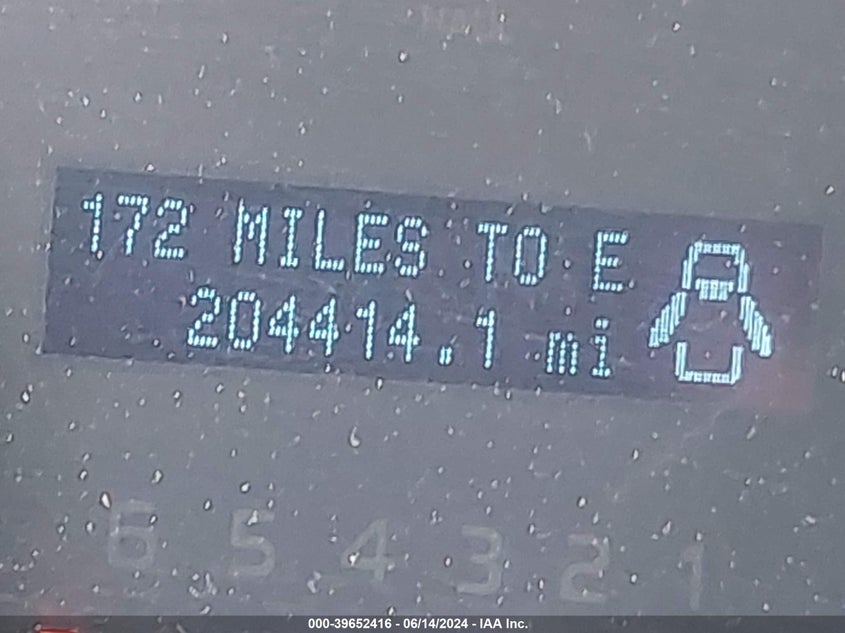 172 MILES TO E
204414.1 mi
6 5 4 3 2 1
000-39652416 - 06/14/2024 - IAA Inc.